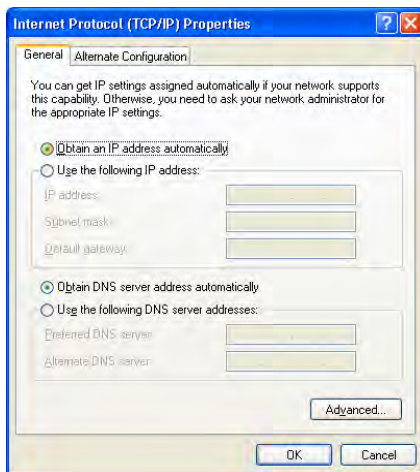 Internet Protocol (TCP/IP) Properties
General
Alternate Configuration
You can get IP settings assigned automatically if your network supports
this capability. Otherwise, you need to ask your network administrator for
the appropriate IP settings.
Obtain an IP address automatically
Use the following IP address:
IP address:
Subnet mask:
Default gateway:
Obtain DNS server address automatically
Use the following DNS server addresses:
Preferred DNS server:
Alternate DNS server:
Advanced...
OK
Cancel